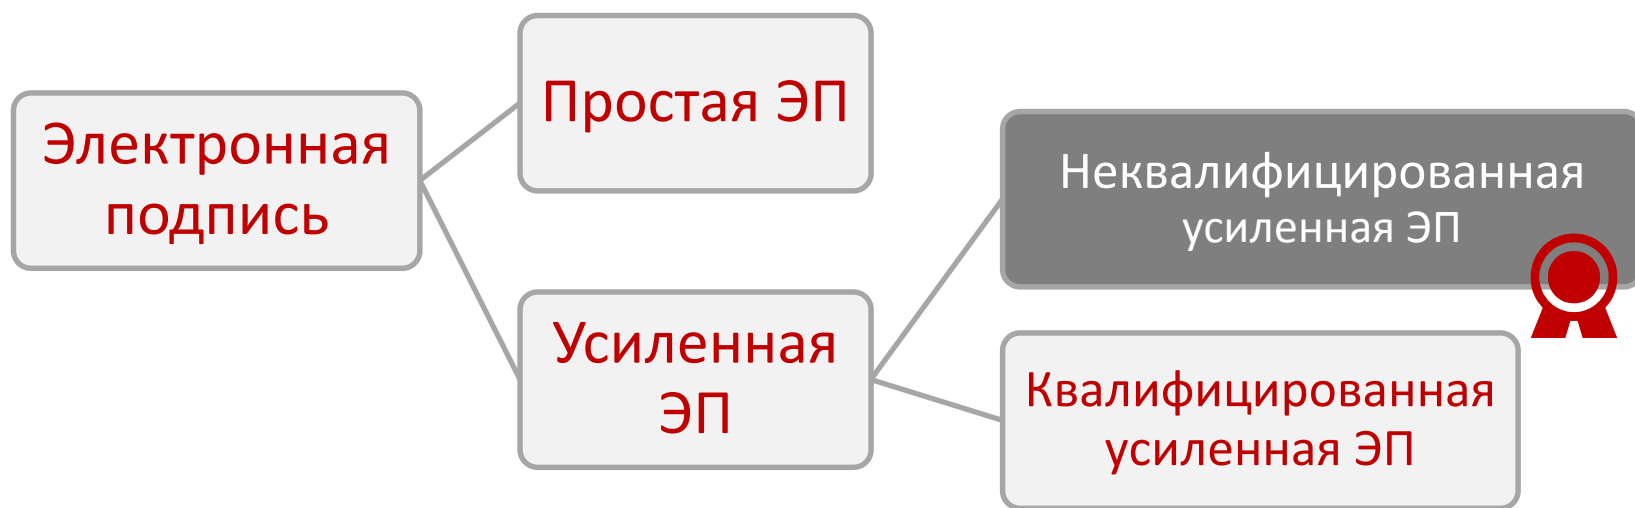 Электронная
подпись
Простая ЭП
Усиленная
ЭП
Неквалифицированная
усиленная ЭП
Квалифицированная
усиленная ЭП